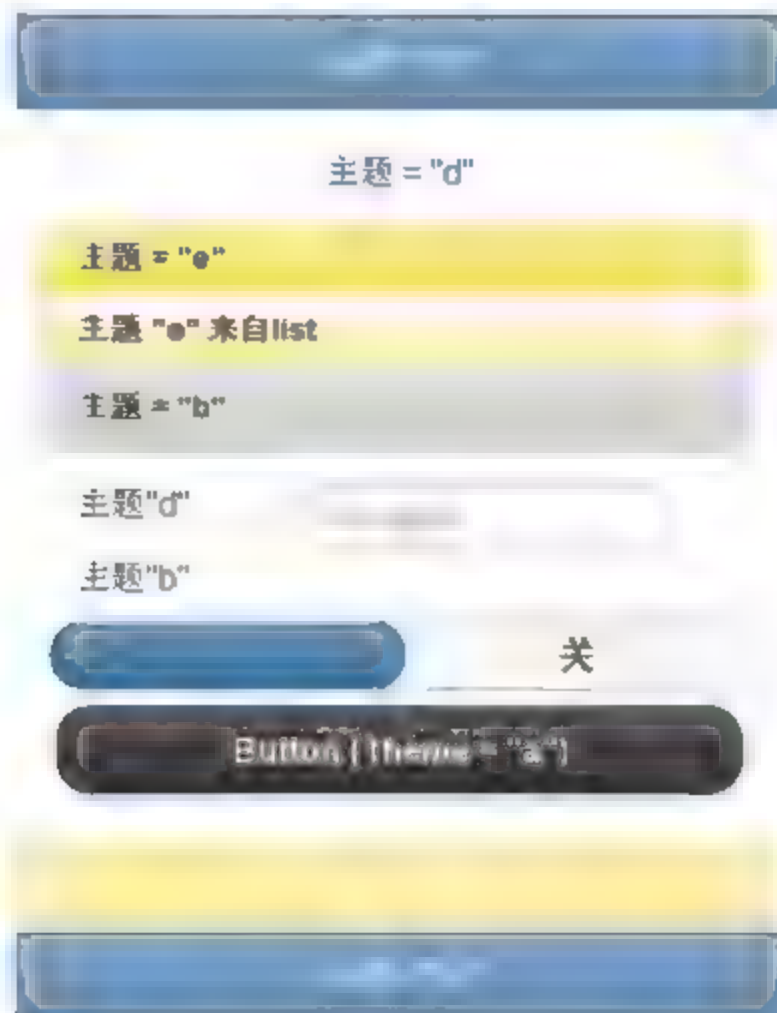 主题 = "d"
主题 = "e"
主题 "e" 来自list
主题 = "b"
主题"d"
主题"b"
关
Button (Theme = "a")